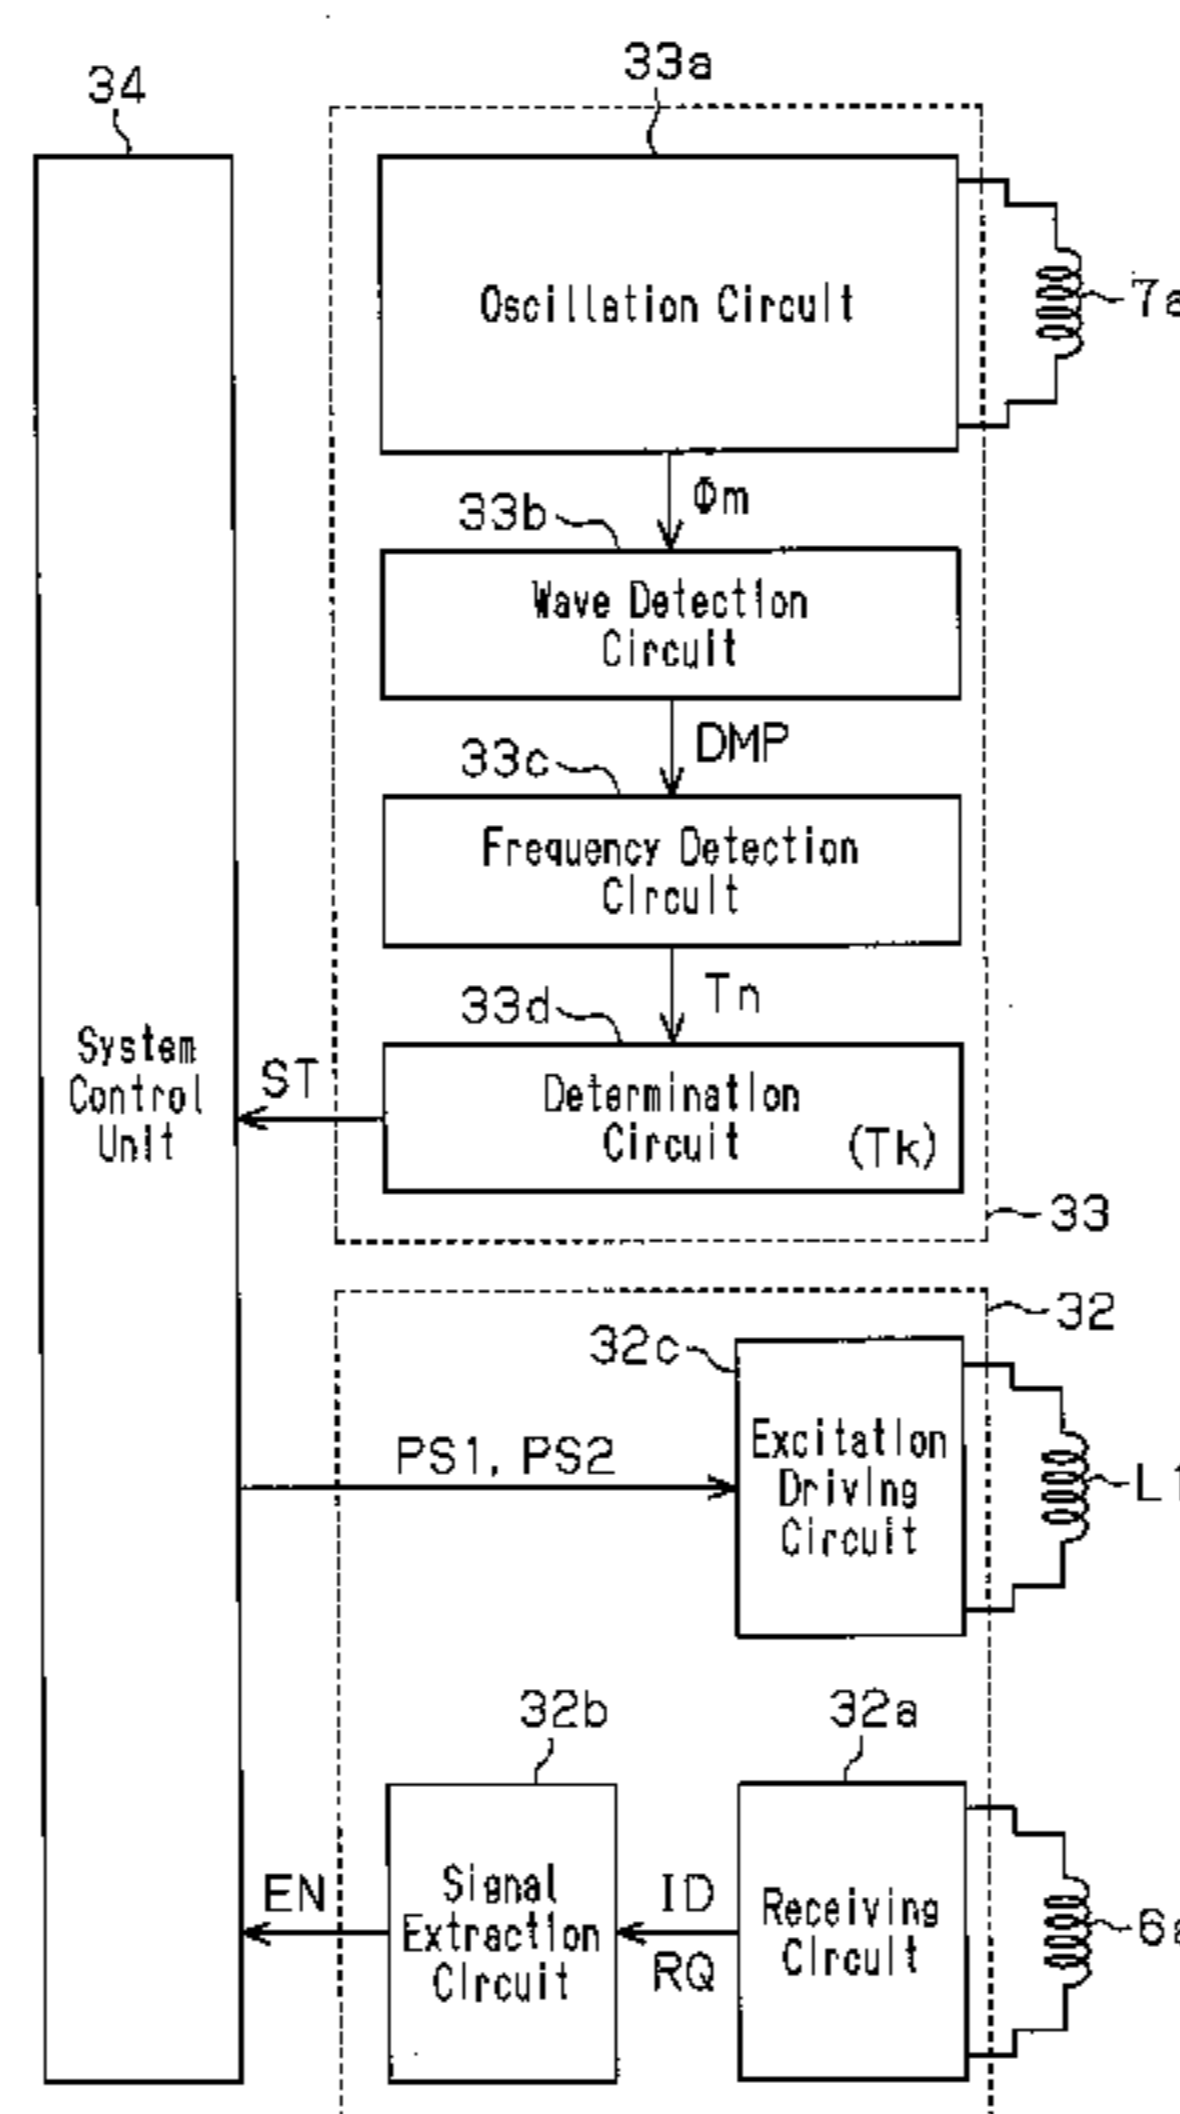 34
33a
Oscillation Circuit
7a
Φm
33b
Wave Detection
Circuit
DMP
33c
Frequency Detection
Circuit
Tn
33d
Determination
Circuit
(Tk)
ST
System
Control
Unit
33
32
32c
PS1, PS2
Excitation
Driving
Circuit
L1
32b
32a
EN
Signal
Extraction
Circuit
ID
RQ
Receiving
Circuit
6a